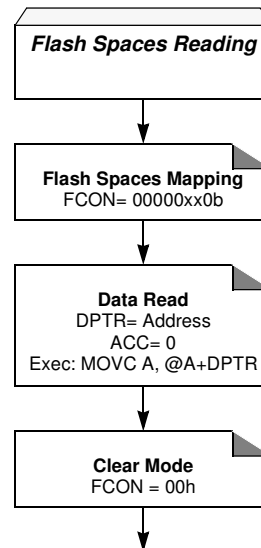 Flash Spaces Reading
Flash Spaces Mapping
FCON= 00000xx0b
Data Read
DPTR= Address
ACC= 0
Exec: MOVC A, @A+DPTR
Clear Mode
FCON = 00h